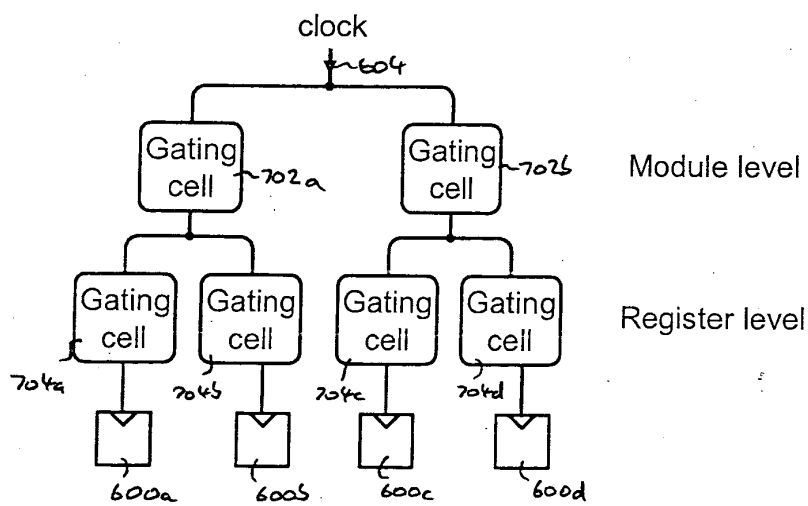 clock
604
Gating cell 702a
Gating cell 702b
Module level
Gating cell 704a
Gating cell 704b
Gating cell 704c
Gating cell 704d
Register level
600a 600b 600c 600d